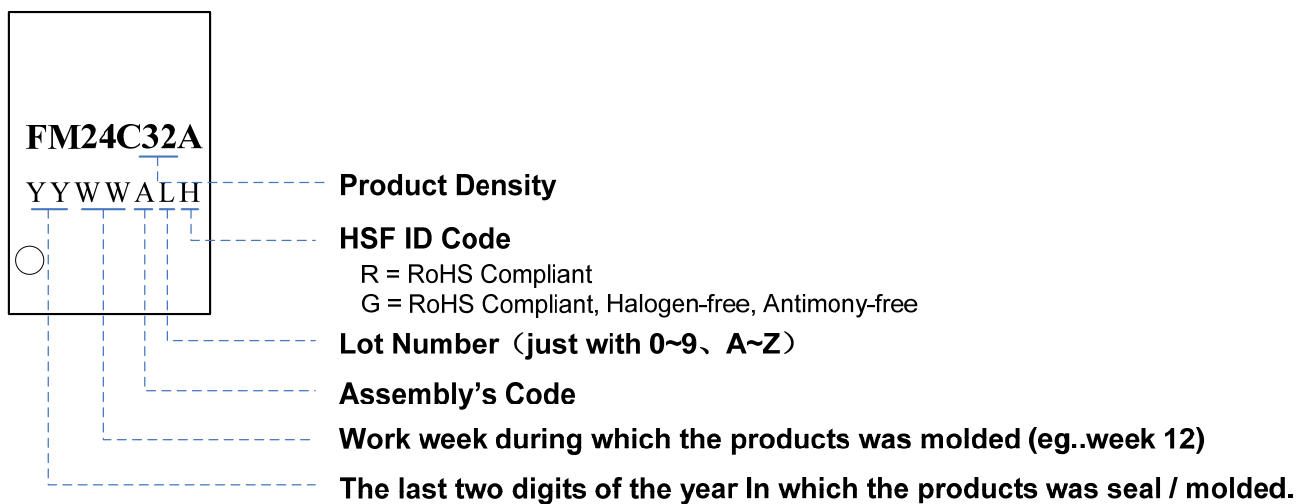 FM24C32A
YYWWALH
Product Density
HSF ID Code
R = RoHS Compliant
G = RoHS Compliant, Halogen-free, Antimony-free
Lot Number（just with 0~9、A~Z）
Assembly’s Code
Work week during which the products was molded (eg..week 12)
The last two digits of the year In which the products was seal / molded.